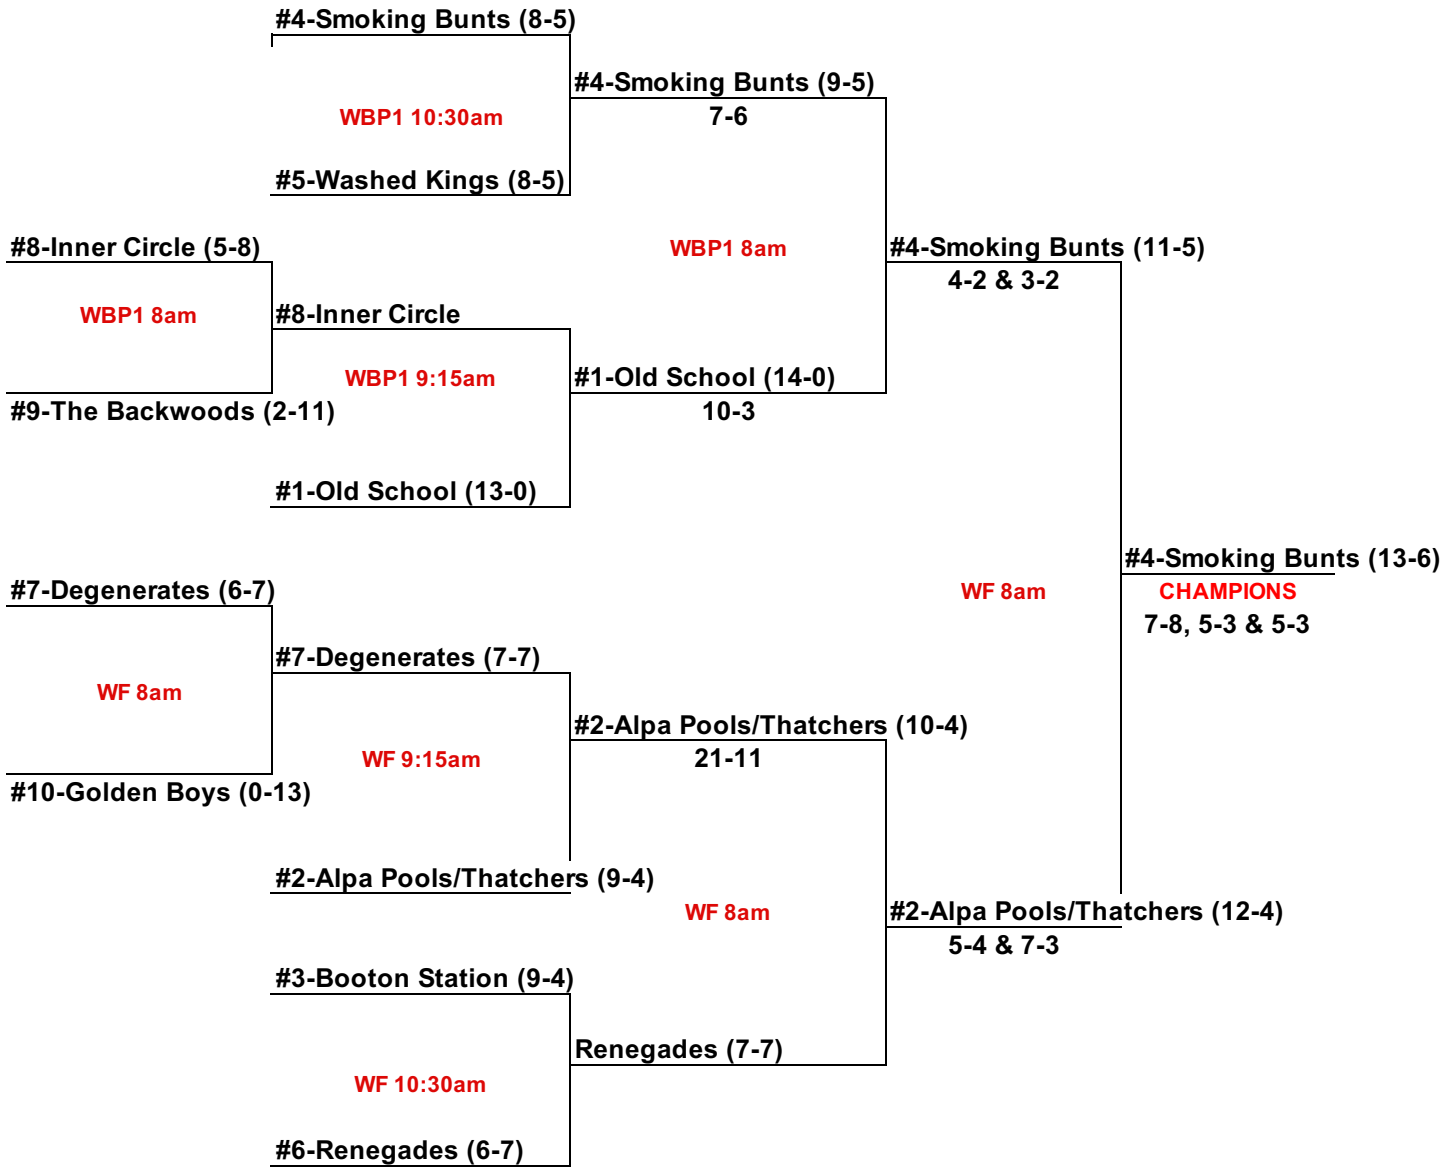 #4-Smoking Bunts (8-5)
#4-Smoking Bunts (9-5)
WBP1 10:30am
7-6
#5-Washed Kings (8-5)
#8-Inner Circle (5-8)
WBP1 8am
#4-Smoking Bunts (11-5)
4-2 & 3-2
WBP1 8am
#8-Inner Circle
WBP1 9:15am
#1-Old School (14-0)
#9-The Backwoods (2-11)
10-3
#1-Old School (13-0)
#4-Smoking Bunts (13-6)
#7-Degenerates (6-7)
WF 8am
CHAMPIONS
7-8, 5-3 & 5-3
#7-Degenerates (7-7)
WF 8am
#2-Alpa Pools/Thatchers (10-4)
WF 9:15am
21-11
#10-Golden Boys (0-13)
#2-Alpa Pools/Thatchers (9-4)
WF 8am
#2-Alpa Pools/Thatchers (12-4)
5-4 & 7-3
#3-Booton Station (9-4)
Renegades (7-7)
WF 10:30am
#6-Renegades (6-7)